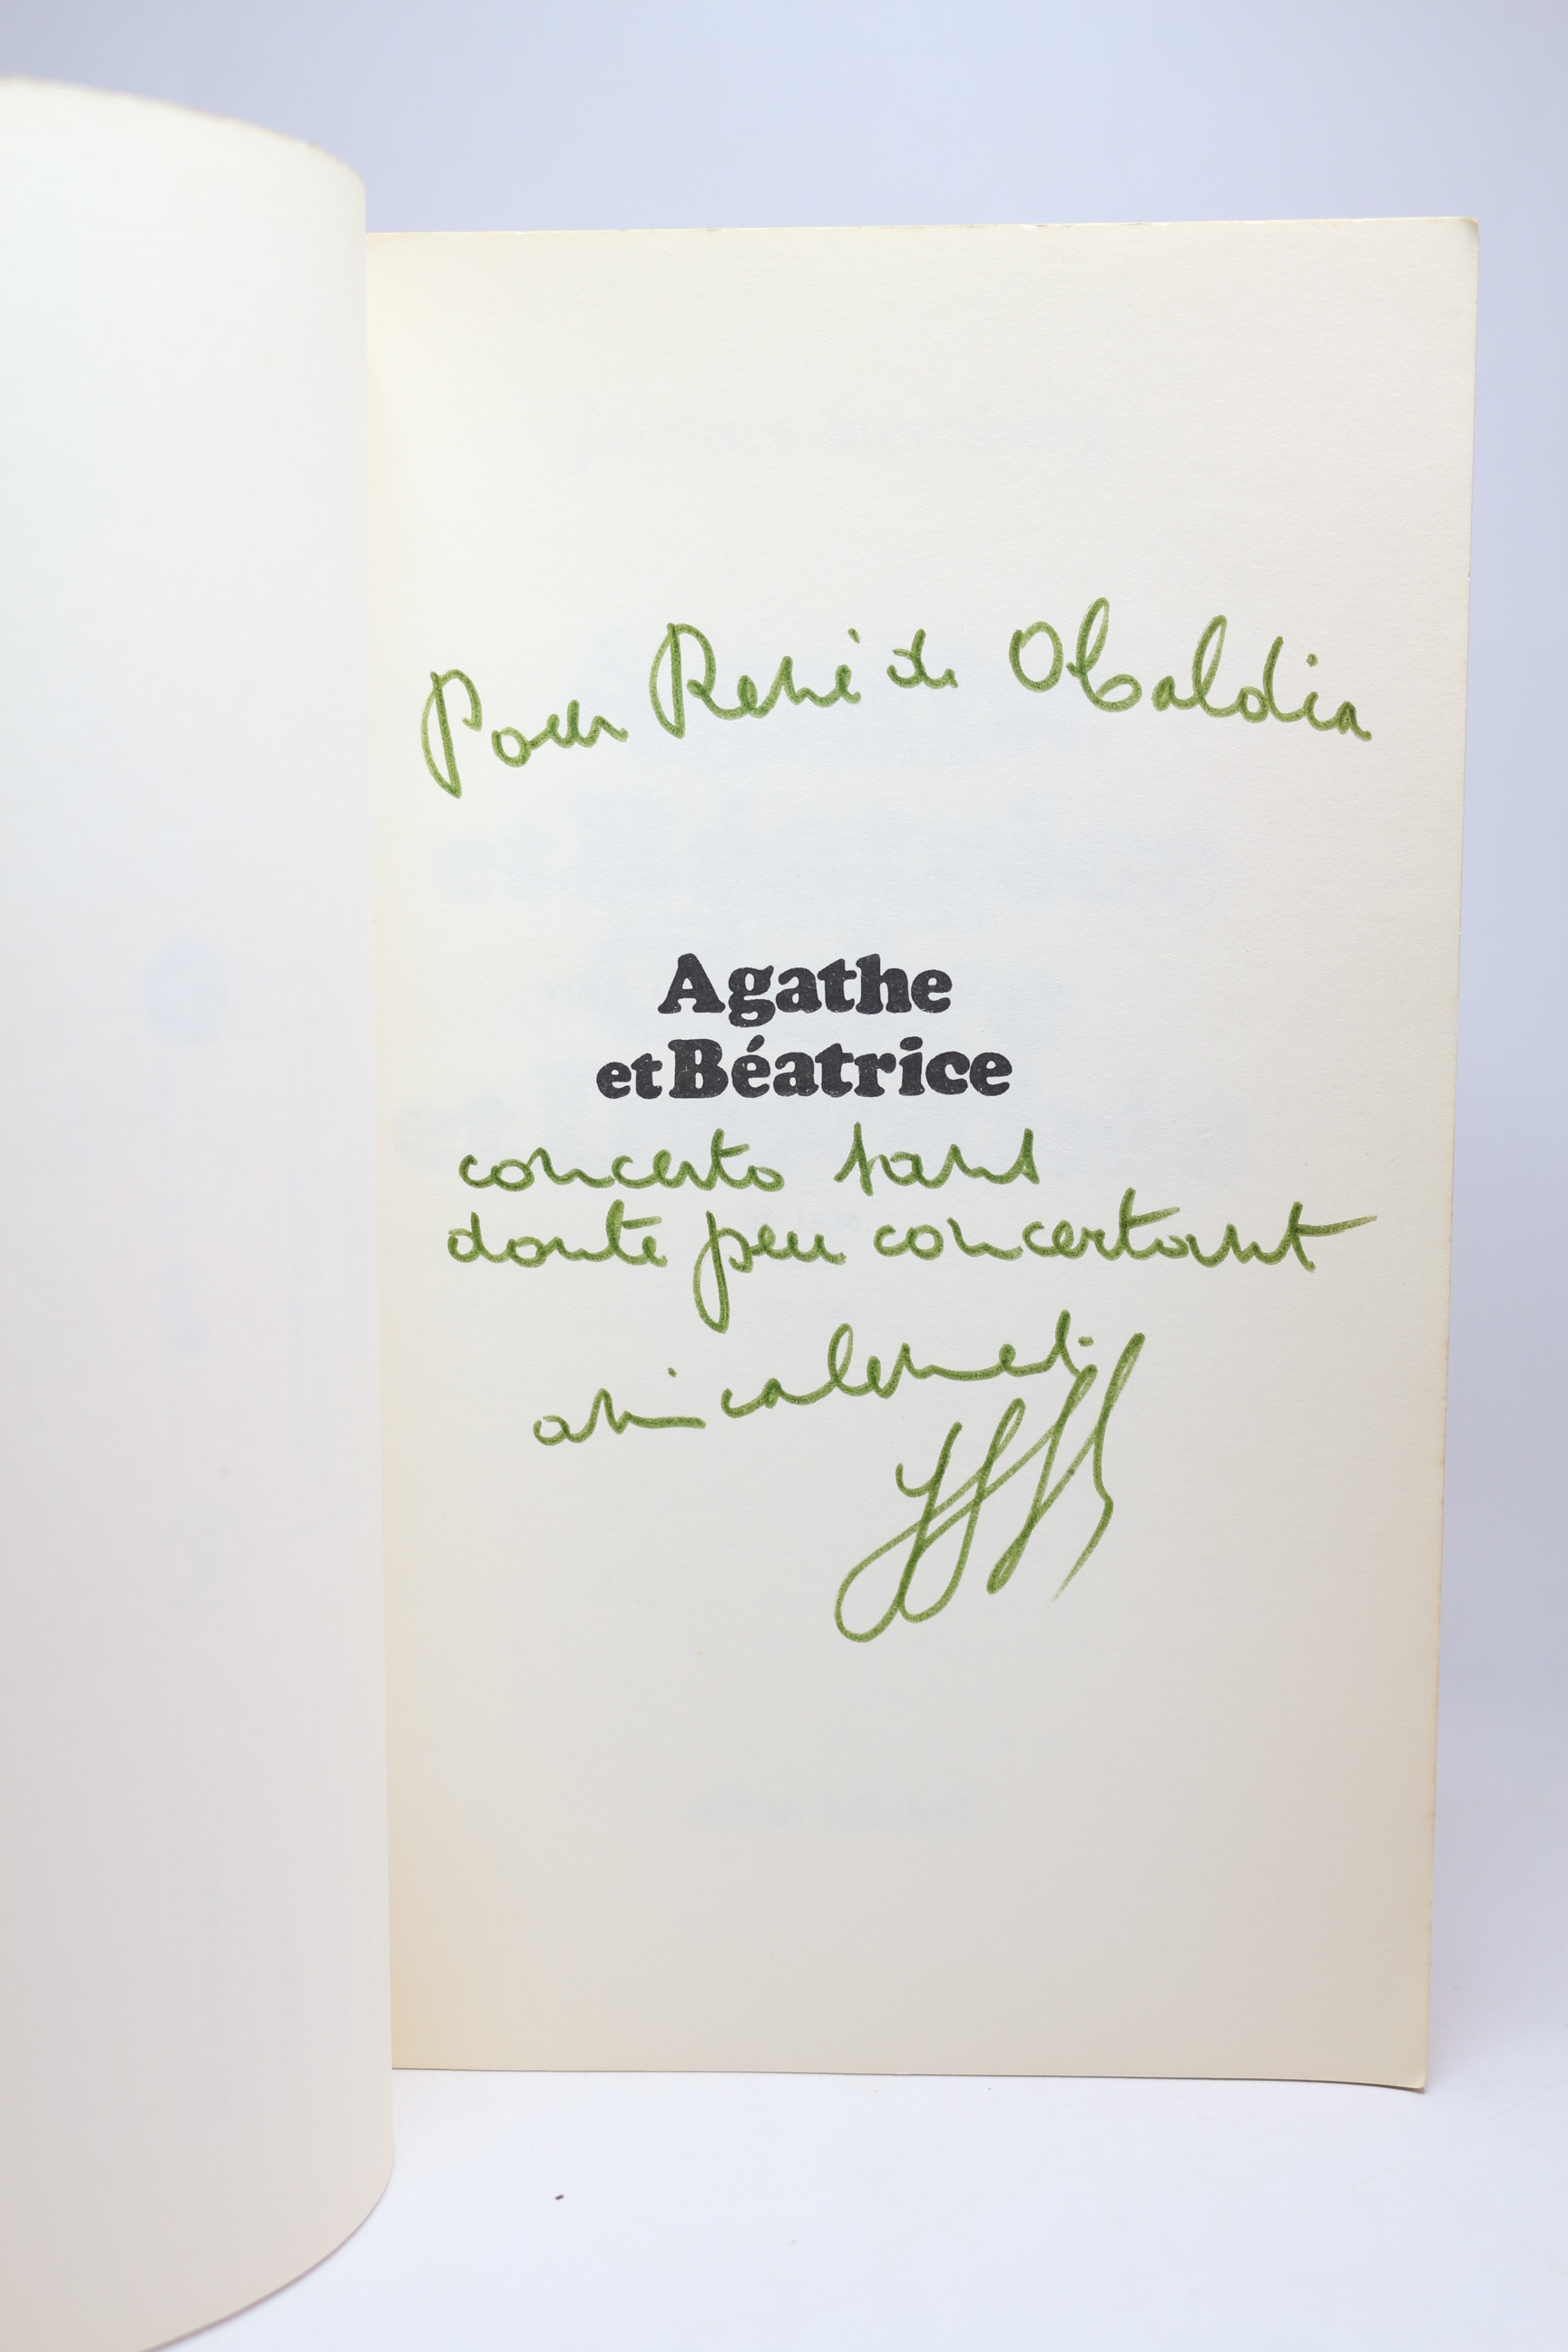 Pour René de Obaldia
Agathe
et Béatrice
concerto sans
doute peu concertant
amicalement